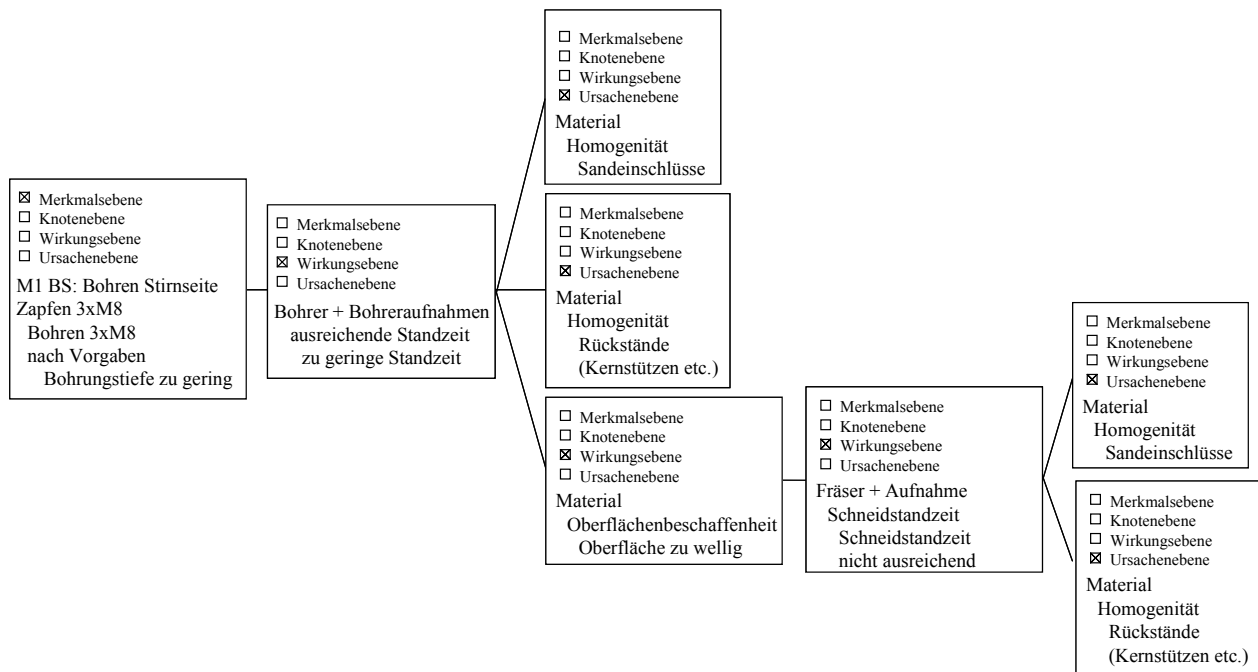 ☒ Merkmalsebene
☐ Knotenebene
☐ Wirkungsebene
☐ Ursachenebene
M1 BS: Bohren Stirnseite
Zapfen 3xM8
Bohren 3xM8
nach Vorgaben
Bohrungstiefe zu gering
☐ Merkmalsebene
☐ Knotenebene
☒ Wirkungsebene
☐ Ursachenebene
Bohrer + Bohreraufnahmen
ausreichende Standzeit
zu geringe Standzeit
☐ Merkmalsebene
☐ Knotenebene
☐ Wirkungsebene
☒ Ursachenebene
Material
Homogenität
Sandeinschlüsse
☐ Merkmalsebene
☐ Knotenebene
☐ Wirkungsebene
☒ Ursachenebene
Material
Homogenität
Rückstände
(Kernstützen etc.)
☐ Merkmalsebene
☐ Knotenebene
☒ Wirkungsebene
☐ Ursachenebene
Material
Oberflächenbeschaffenheit
Oberfläche zu wellig
☐ Merkmalsebene
☐ Knotenebene
☒ Wirkungsebene
☐ Ursachenebene
Fräser + Aufnahme
Schneidstandzeit
Schneidstandzeit
nicht ausreichend
☐ Merkmalsebene
☐ Knotenebene
☐ Wirkungsebene
☒ Ursachenebene
Material
Homogenität
Sandeinschlüsse
☐ Merkmalsebene
☐ Knotenebene
☐ Wirkungsebene
☒ Ursachenebene
Material
Homogenität
Rückstände
(Kernstützen etc.)